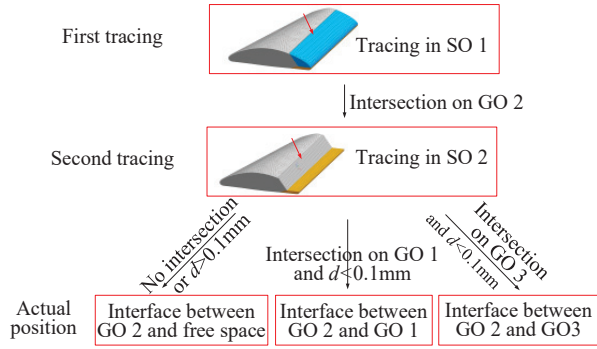 First tracing
Tracing in SO 1
Intersection on GO 2
Second tracing
Tracing in SO 2
No intersection
or d>0.1mm
Intersection on GO 1
and d<0.1mm
Intersection
on GO 3
and d<0.1mm
Actual
position
Interface between
GO 2 and free space
Interface between
GO 2 and GO 1
Interface between
GO 2 and GO3